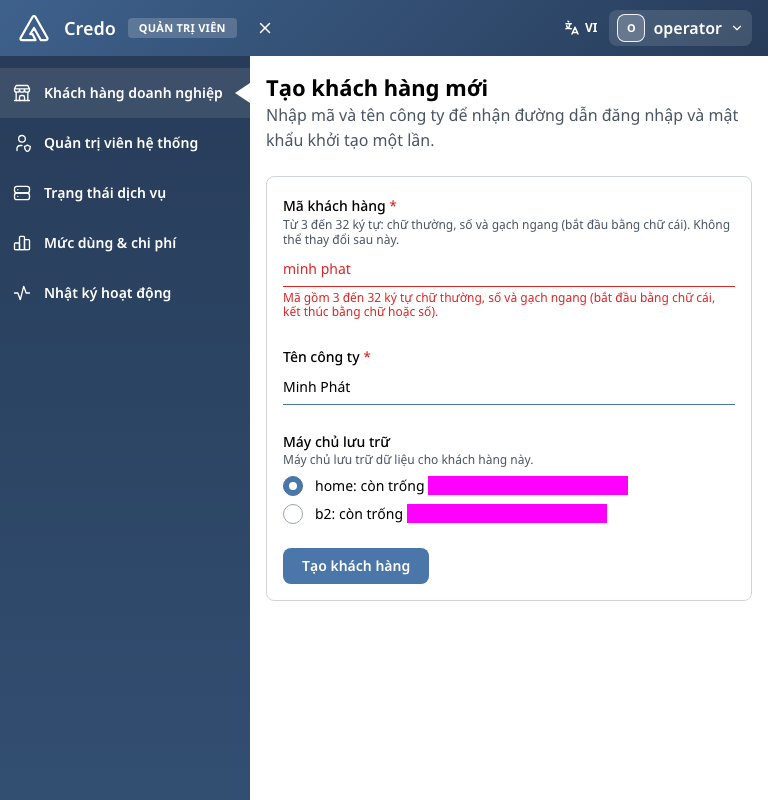 Credo
QUẢN TRỊ VIÊN
VI
O
operator
Khách hàng doanh nghiệp
Quản trị viên hệ thống
Trạng thái dịch vụ
Mức dùng & chi phí
Nhật ký hoạt động
Tạo khách hàng mới
Nhập mã và tên công ty để nhận đường dẫn đăng nhập và mật
khẩu khởi tạo một lần.
Mã khách hàng *
Từ 3 đến 32 ký tự: chữ thường, số và gạch ngang (bắt đầu bằng chữ cái). Không
thể thay đổi sau này.
minh phat
Mã gồm 3 đến 32 ký tự chữ thường, số và gạch ngang (bắt đầu bằng chữ cái,
kết thúc bằng chữ hoặc số).
Tên công ty *
Minh Phát
Máy chủ lưu trữ
Máy chủ lưu trữ dữ liệu cho khách hàng này.
home: còn trống
b2: còn trống
Tạo khách hàng